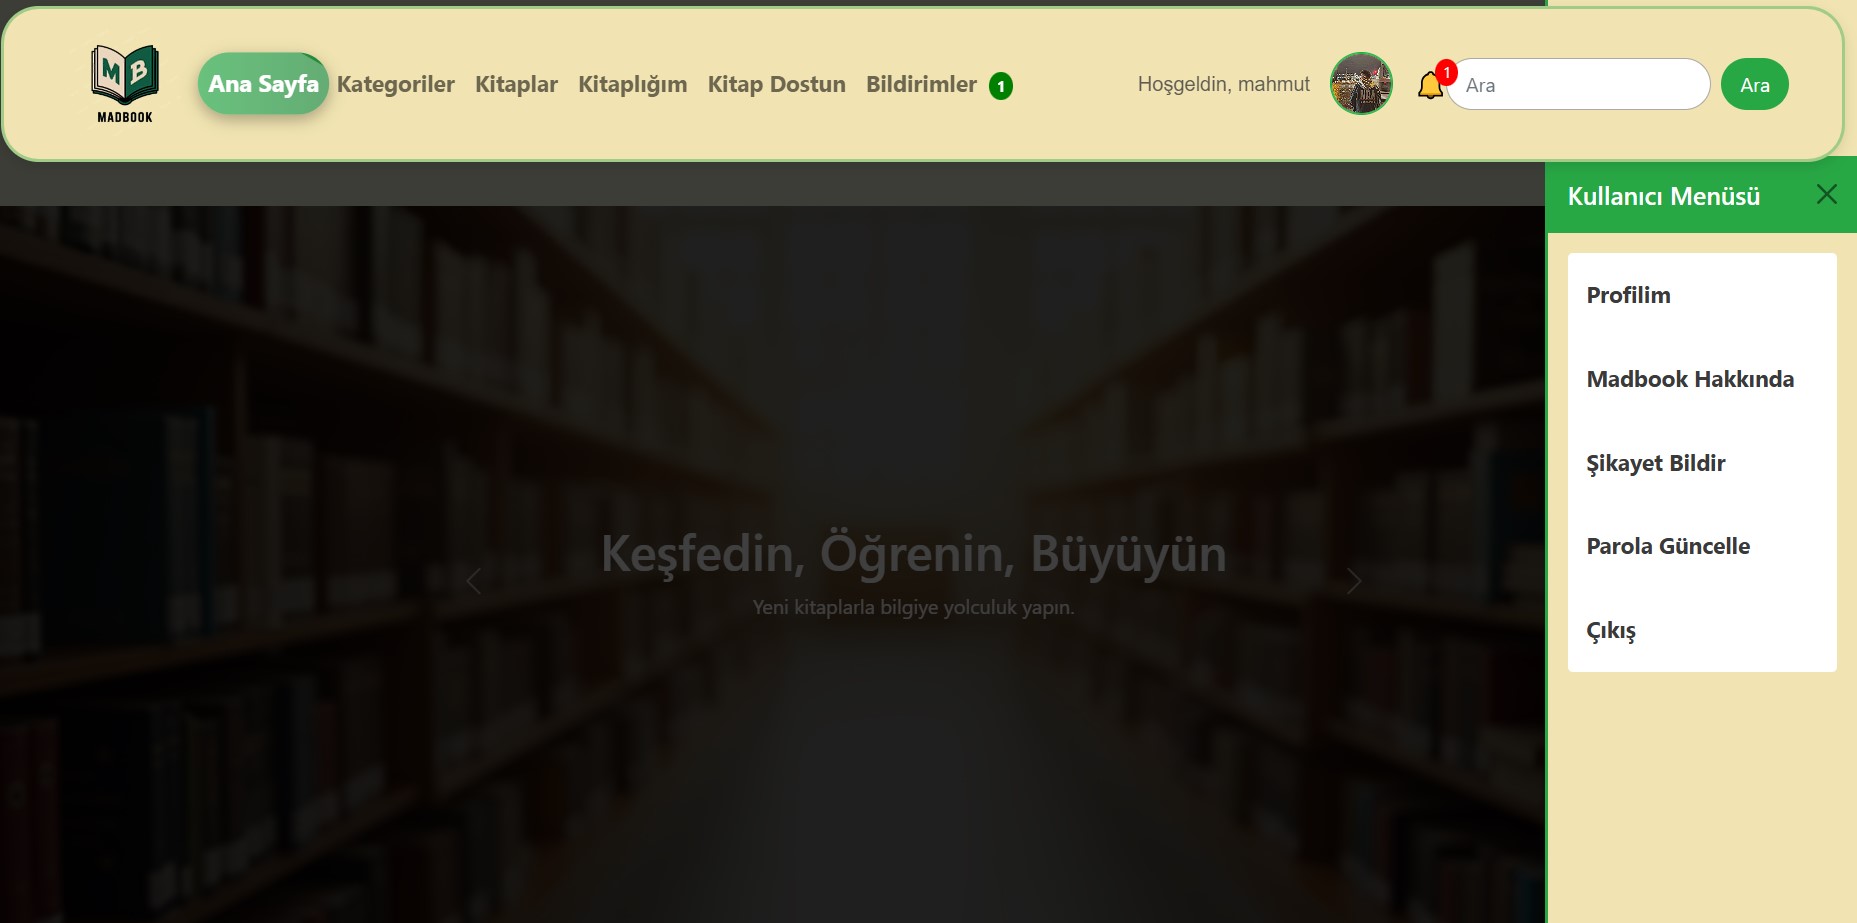 M B
MADBOOK
Ana Sayfa Kategoriler Kitaplar Kitaplığım Kitap Dostun Bildirimler 1
Hoşgeldin, mahmut
1
Ara
Ara
Kullanıcı Menüsü
Profilim
Madbook Hakkında
Şikayet Bildir
Parola Güncelle
Çıkış
Keşfedin, Öğrenin, Büyüyün
Yeni kitaplarla bilgiye yolculuk yapın.